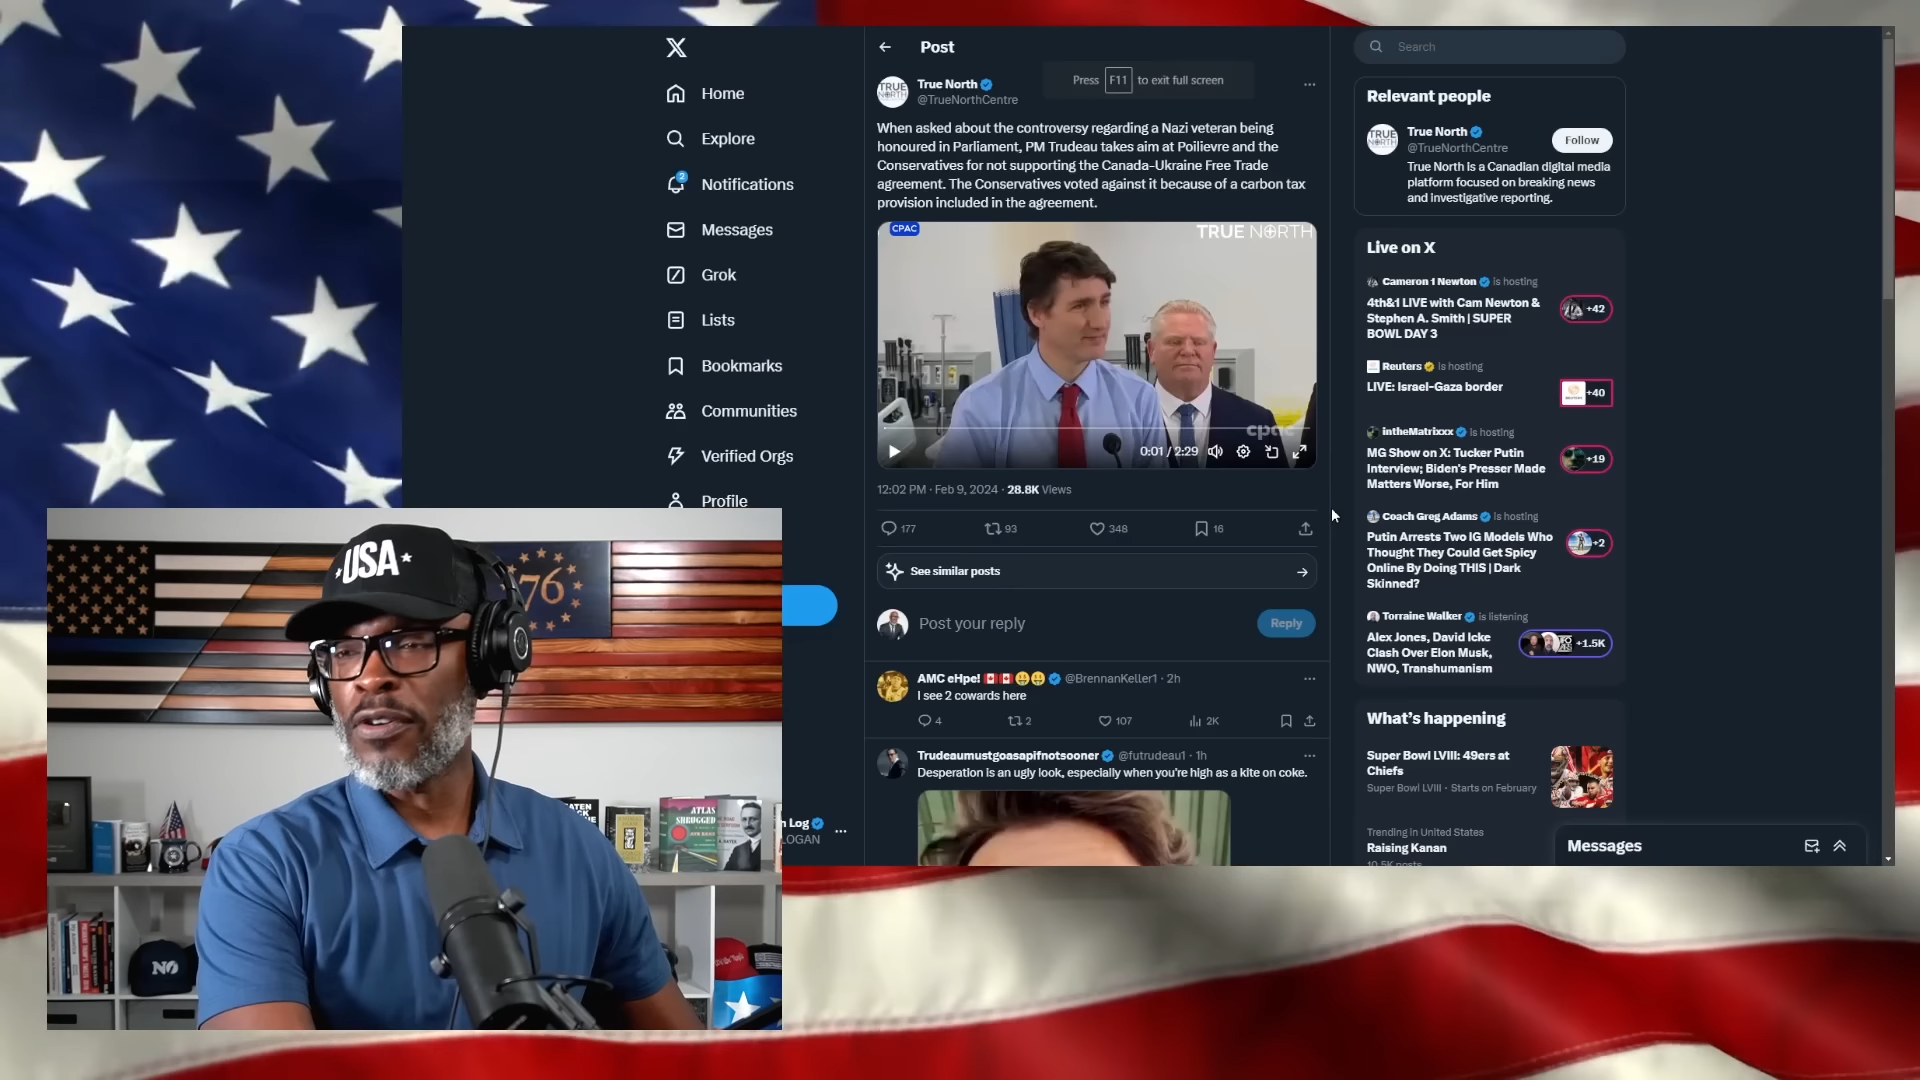 Home
Explore
2
Notifications
Messages
Grok
Lists
Bookmarks
Communities
Verified Orgs
Profile
Post
Press F11 to exit full screen
True North
@TrueNorthCentre
When asked about the controversy regarding a Nazi veteran being
honoured in Parliament, PM Trudeau takes aim at Poilievre and the
Conservatives for not supporting the Canada-Ukraine Free Trade
agreement. The Conservatives voted against it because of a carbon tax
provision included in the agreement.
CPAC
TRUE NORTH
cpac
0:01 / 2:29
12:02 PM · Feb 9, 2024 · 28.8K Views
177 93 348 16
See similar posts
Post your reply
Reply
AMC eHpe! @BrennanKeller1 · 2h
I see 2 cowards here
4 2 107 2K
Trudeaumustgoasapifnotsooner @futrudeau1 · 1h
Desperation is an ugly look, especially when you're high as a kite on coke.
Search
Relevant people
TRUE NORTH
True North
@TrueNorthCentre
Follow
True North is a Canadian digital media
platform focused on breaking news
and investigative reporting.
Live on X
Cameron 1 Newton is hosting
4th&1 LIVE with Cam Newton &
Stephen A. Smith | SUPER
BOWL DAY 3
+42
Reuters is hosting
LIVE: Israel-Gaza border
+40
intheMatrixxx is hosting
MG Show on X: Tucker Putin
Interview; Biden's Presser Made
Matters Worse, For Him
+19
Coach Greg Adams is hosting
Putin Arrests Two IG Models Who
Thought They Could Get Spicy
Online By Doing THIS | Dark
Skinned?
+2
Torraine Walker is listening
Alex Jones, David Icke
Clash Over Elon Musk,
NWO, Transhumanism
+1.5K
What's happening
Super Bowl LVIII: 49ers at
Chiefs
Super Bowl LVIII · Starts on February
Trending in United States
Raising Kanan
10.5K posts
Messages
n Log
LOGAN
USA
76
ATLAS
SHRUGGED
NO